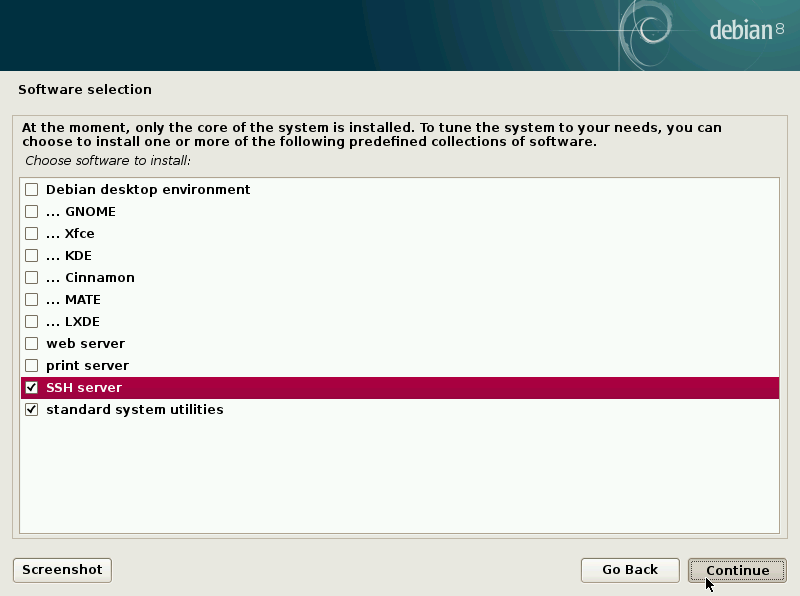 debian 8
Software selection
At the moment, only the core of the system is installed. To tune the system to your needs, you can
choose to install one or more of the following predefined collections of software.
Choose software to install:
Debian desktop environment
... GNOME
... Xfce
... KDE
... Cinnamon
... MATE
... LXDE
web server
print server
SSH server
standard system utilities
Screenshot
Go Back
Continue